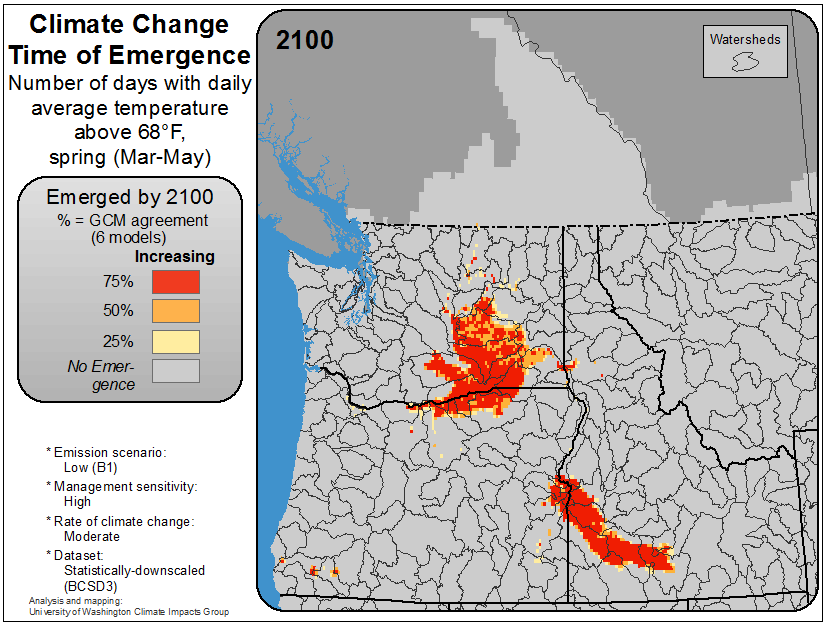 Climate Change
Time of Emergence
Number of days with daily
average temperature
above 68°F,
spring (Mar-May)
Emerged by 2100
% = GCM agreement
(6 models)
Increasing
75%
50%
25%
No Emer-
gence
* Emission scenario:
Low (B1)
* Management sensitivity:
High
* Rate of climate change:
Moderate
* Dataset:
Statistically-downscaled
(BCSD3)
Analysis and mapping:
University of Washington Climate Impacts Group
2100
Watersheds